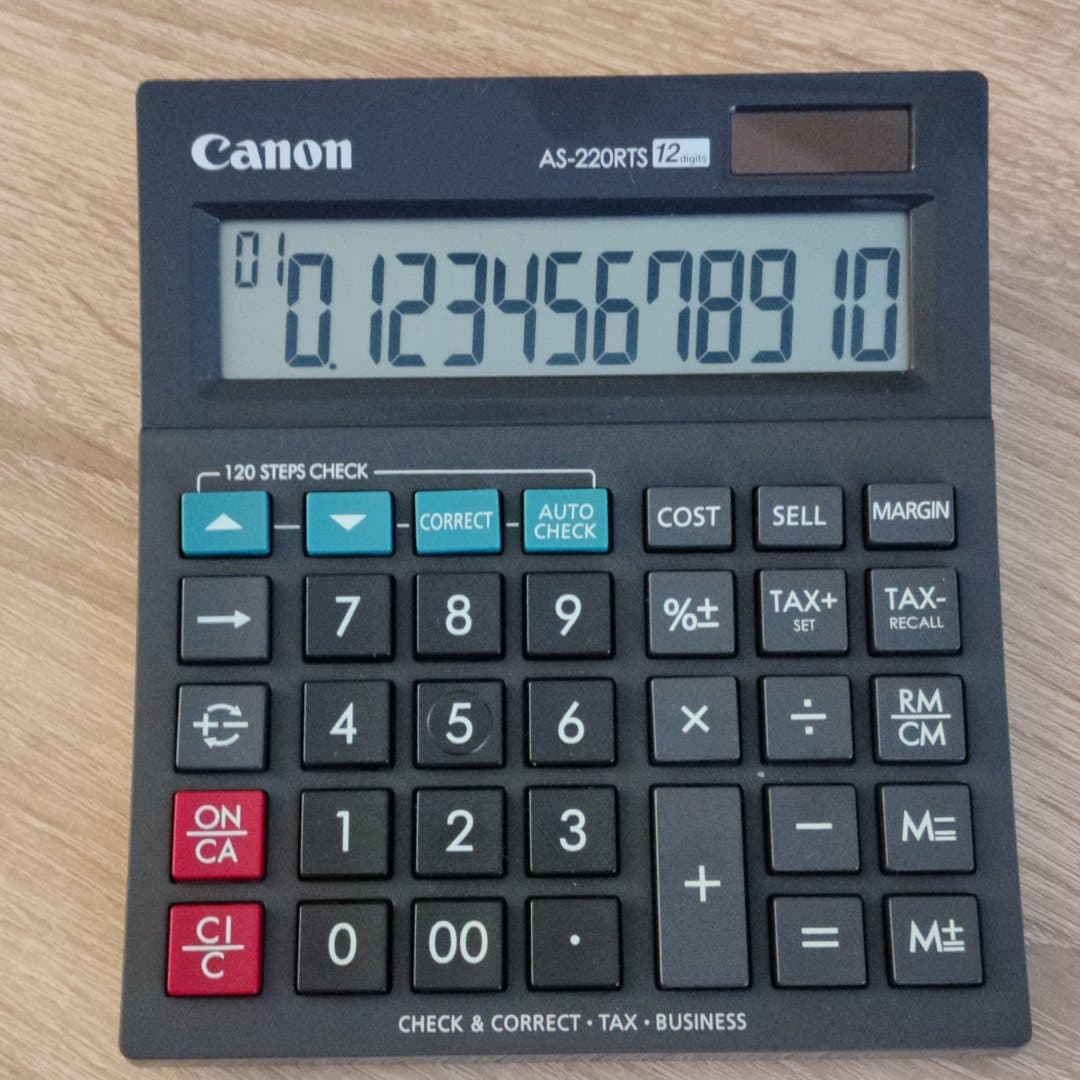 Canon AS-220RTS 12 digits
01 0.12345678910
120 STEPS CHECK
▲ ▼ CORRECT AUTO CHECK COST SELL MARGIN
→ 7 8 9 %± TAX+ SET TAX- RECALL
+⇄- 4 5 6 × ÷ RM/CM
ON/CA 1 2 3 + − M=
CI/C 0 00 · = M±
CHECK & CORRECT · TAX · BUSINESS